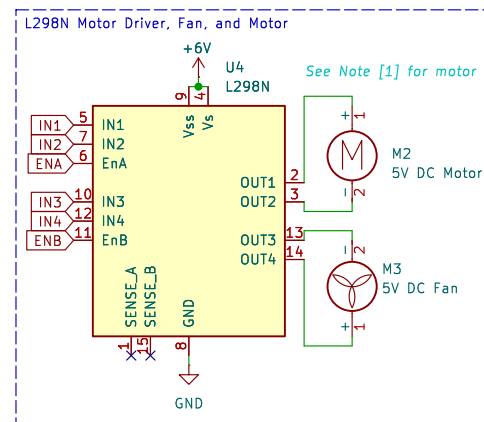 L298N Motor Driver, Fan, and Motor
+6V
U4
L298N
See Note [1] for motor
9
4
Vss
Vs
+
1
IN1
5
IN1
IN2
7
IN2
ENA
6
EnA
M
M2
5V DC Motor
OUT1
2
OUT2
3
-
2
IN3
10
IN3
IN4
12
IN4
ENB
11
EnB
OUT3
13
OUT4
14
-
2
M3
5V DC Fan
+
1
SENSE_A
SENSE_B
GND
1
15
8
GND